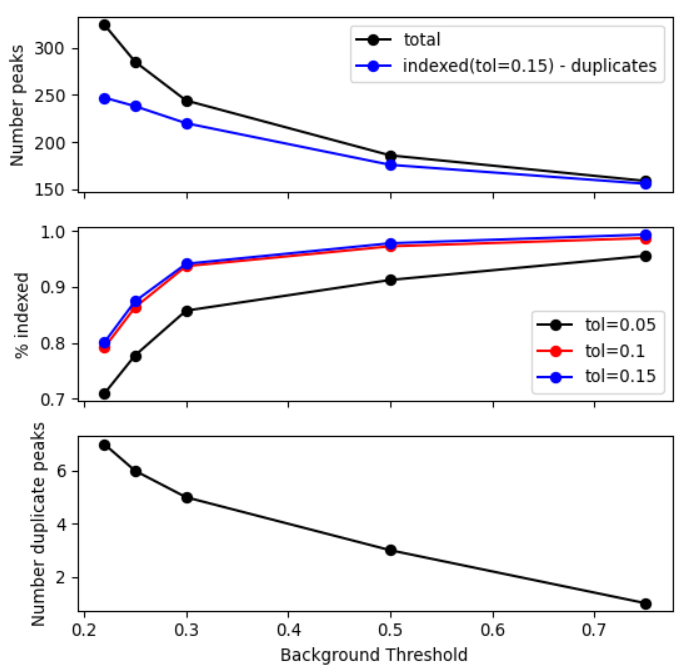 Number peaks
300
250
200
150
total
indexed(tol=0.15) - duplicates
% indexed
1.0
0.9
0.8
0.7
tol=0.05
tol=0.1
tol=0.15
Number duplicate peaks
6
4
2
0.2 0.3 0.4 0.5 0.6 0.7
Background Threshold